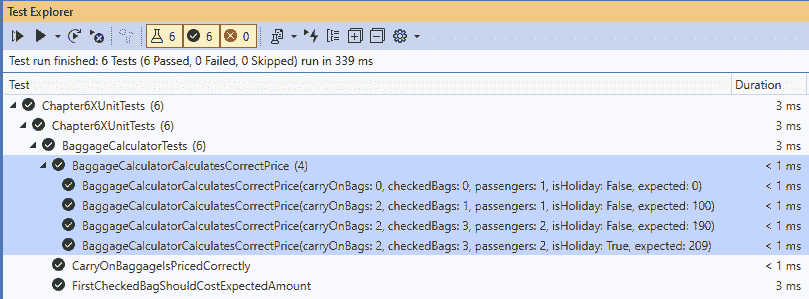 Test Explorer
6 6 0
Test run finished: 6 Tests (6 Passed, 0 Failed, 0 Skipped) run in 339 ms
Test Duration
Chapter6XUnitTests (6) 3 ms
Chapter6XUnitTests (6) 3 ms
BaggageCalculatorTests (6) 3 ms
BaggageCalculatorCalculatesCorrectPrice (4) < 1 ms
BaggageCalculatorCalculatesCorrectPrice(carryOnBags: 0, checkedBags: 0, passengers: 1, isHoliday: False, expected: 0) < 1 ms
BaggageCalculatorCalculatesCorrectPrice(carryOnBags: 2, checkedBags: 1, passengers: 1, isHoliday: False, expected: 100) < 1 ms
BaggageCalculatorCalculatesCorrectPrice(carryOnBags: 2, checkedBags: 3, passengers: 2, isHoliday: False, expected: 190) < 1 ms
BaggageCalculatorCalculatesCorrectPrice(carryOnBags: 2, checkedBags: 3, passengers: 2, isHoliday: True, expected: 209) < 1 ms
CarryOnBaggageIsPricedCorrectly < 1 ms
FirstCheckedBagShouldCostExpectedAmount 3 ms